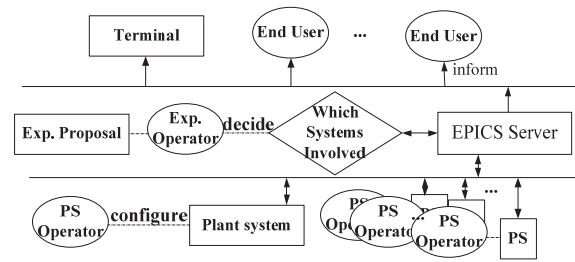 Terminal
End User
...
End User
inform
Exp. Proposal
Exp.
Operator
decide
Which
Systems
Involved
EPICS Server
PS
Operator
configure
Plant system
PS
PS
Operator
...
PS
Operator
...
PS